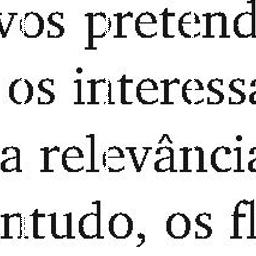 vos pretend
os interessa
a relevância
ntudo, os fl